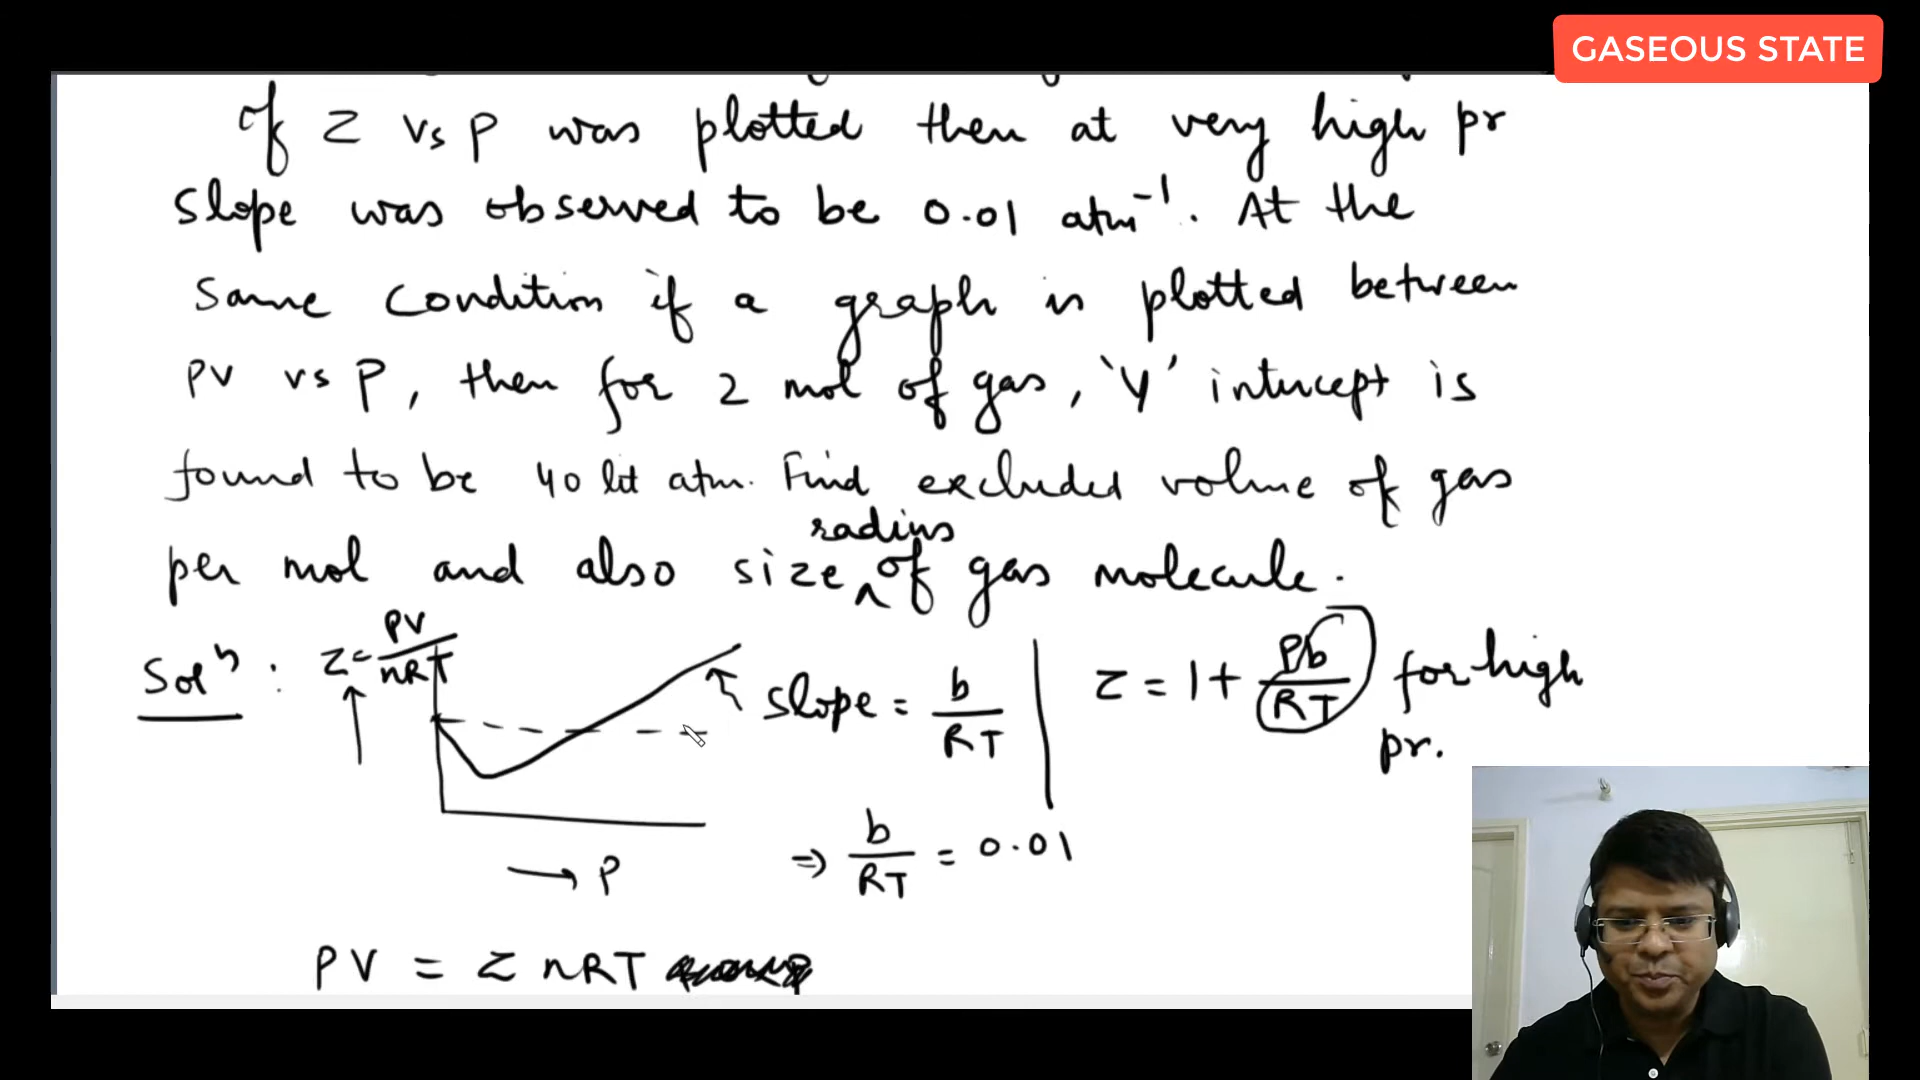 GASEOUS STATE
of Z vs P was plotted then at very high pr
slope was observed to be 0.01 atm⁻¹. At the
same condition if a graph is plotted between
PV vs P, then for 2 mol of gas, 'Y' intercept is
found to be 40 lit atm. Find excluded volume of gas
radius
per mol and also size ^ of gas molecule.
Solⁿ :
Z = PV/nRT
→ P
slope = b/RT
Z = 1 + Pb/RT for high
pr.
⇒ b/RT = 0.01
PV = Z nRT